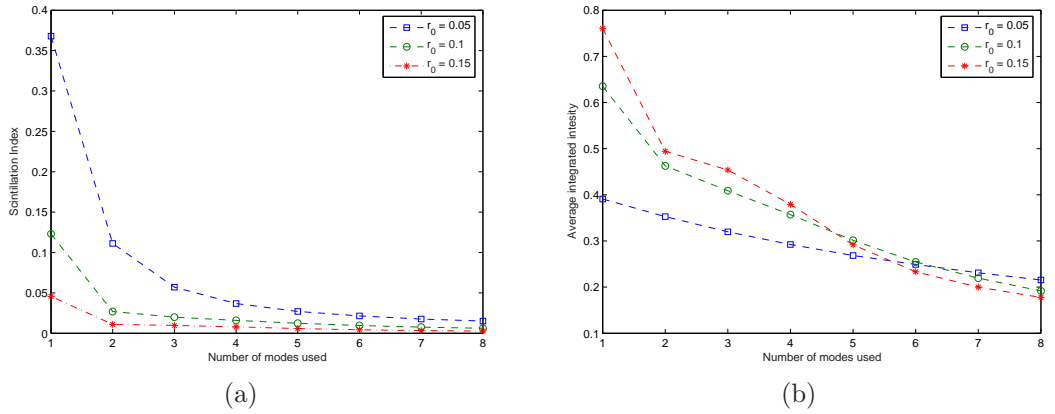 0.4
0.35
0.3
0.25
0.2
0.15
0.1
0.05
0
Scintillation Index
r0 = 0.05
r0 = 0.1
r0 = 0.15
1 2 3 4 5 6 7 8
Number of modes used
(a)
0.8
0.7
0.6
0.5
0.4
0.3
0.2
0.1
Average integrated intesity
r0 = 0.05
r0 = 0.1
r0 = 0.15
1 2 3 4 5 6 7 8
Number of modes used
(b)